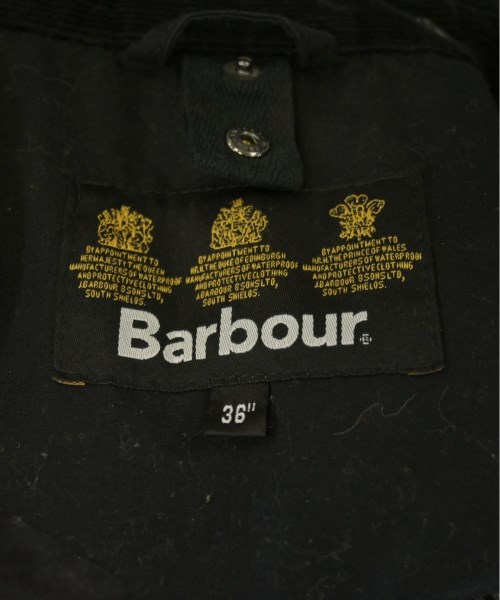 BY APPOINTMENT TO
HER MAJESTY THE QUEEN
MANUFACTURERS OF WATERPROOF
AND PROTECTIVE CLOTHING
J.BARBOUR & SONS LTD,
SOUTH SHIELDS.
BY APPOINTMENT TO
H.R.H. THE DUKE OF EDINBURGH
MANUFACTURERS OF WATERPROOF
AND PROTECTIVE CLOTHING
J.BARBOUR & SONS LTD,
SOUTH SHIELDS.
BY APPOINTMENT TO
H.R.H. THE PRINCE OF WALES
MANUFACTURERS OF WATERPROOF
AND PROTECTIVE CLOTHING
J.BARBOUR & SONS LTD,
SOUTH SHIELDS.
Barbour
36"